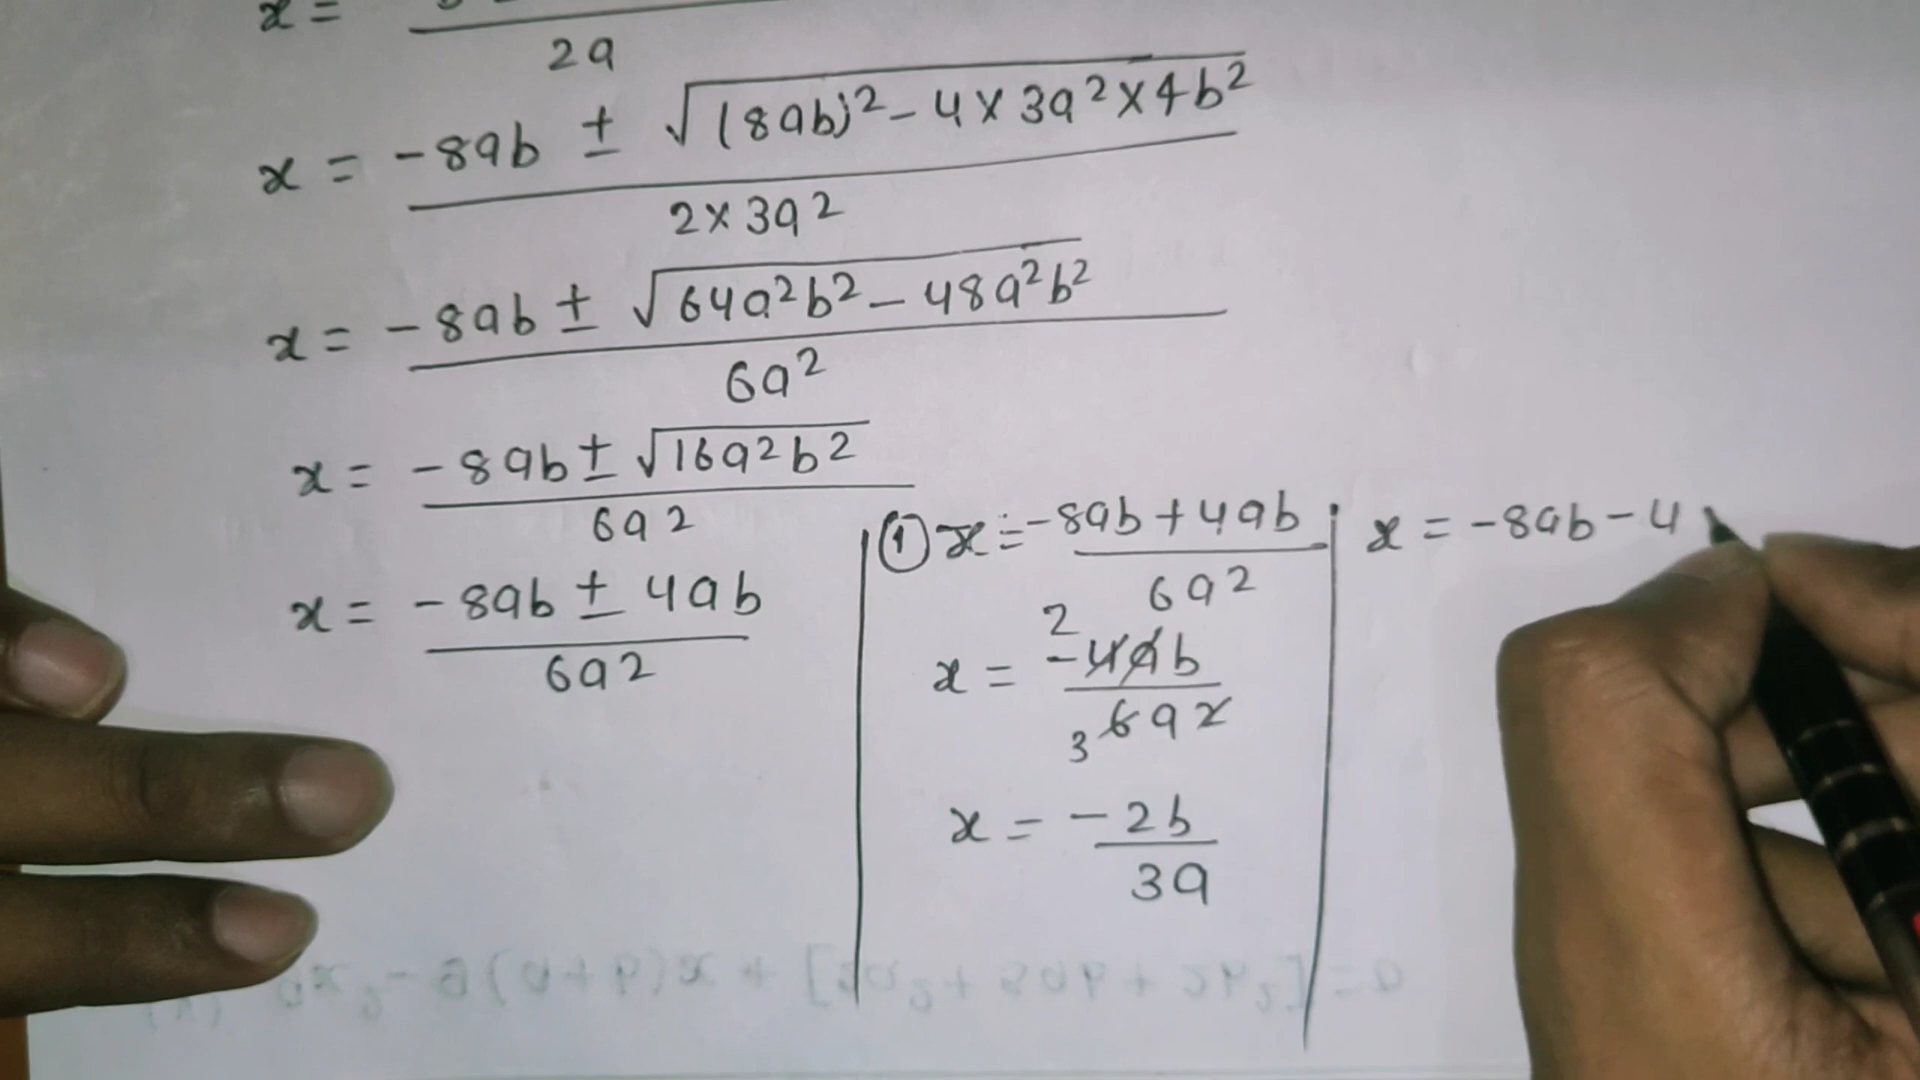 x =
2a
x = -8ab ± √(8ab)² - 4 × 3a² × 4b²
2 × 3a²
x = -8ab ± √64a²b² - 48a²b²
6a²
x = -8ab ± √16a²b²
6a²
x = -8ab ± 4ab
6a²
① x = -8ab + 4ab
6a²
2
x = -4ab
3 6a2
x = -2b
3a
x = -8ab - 4